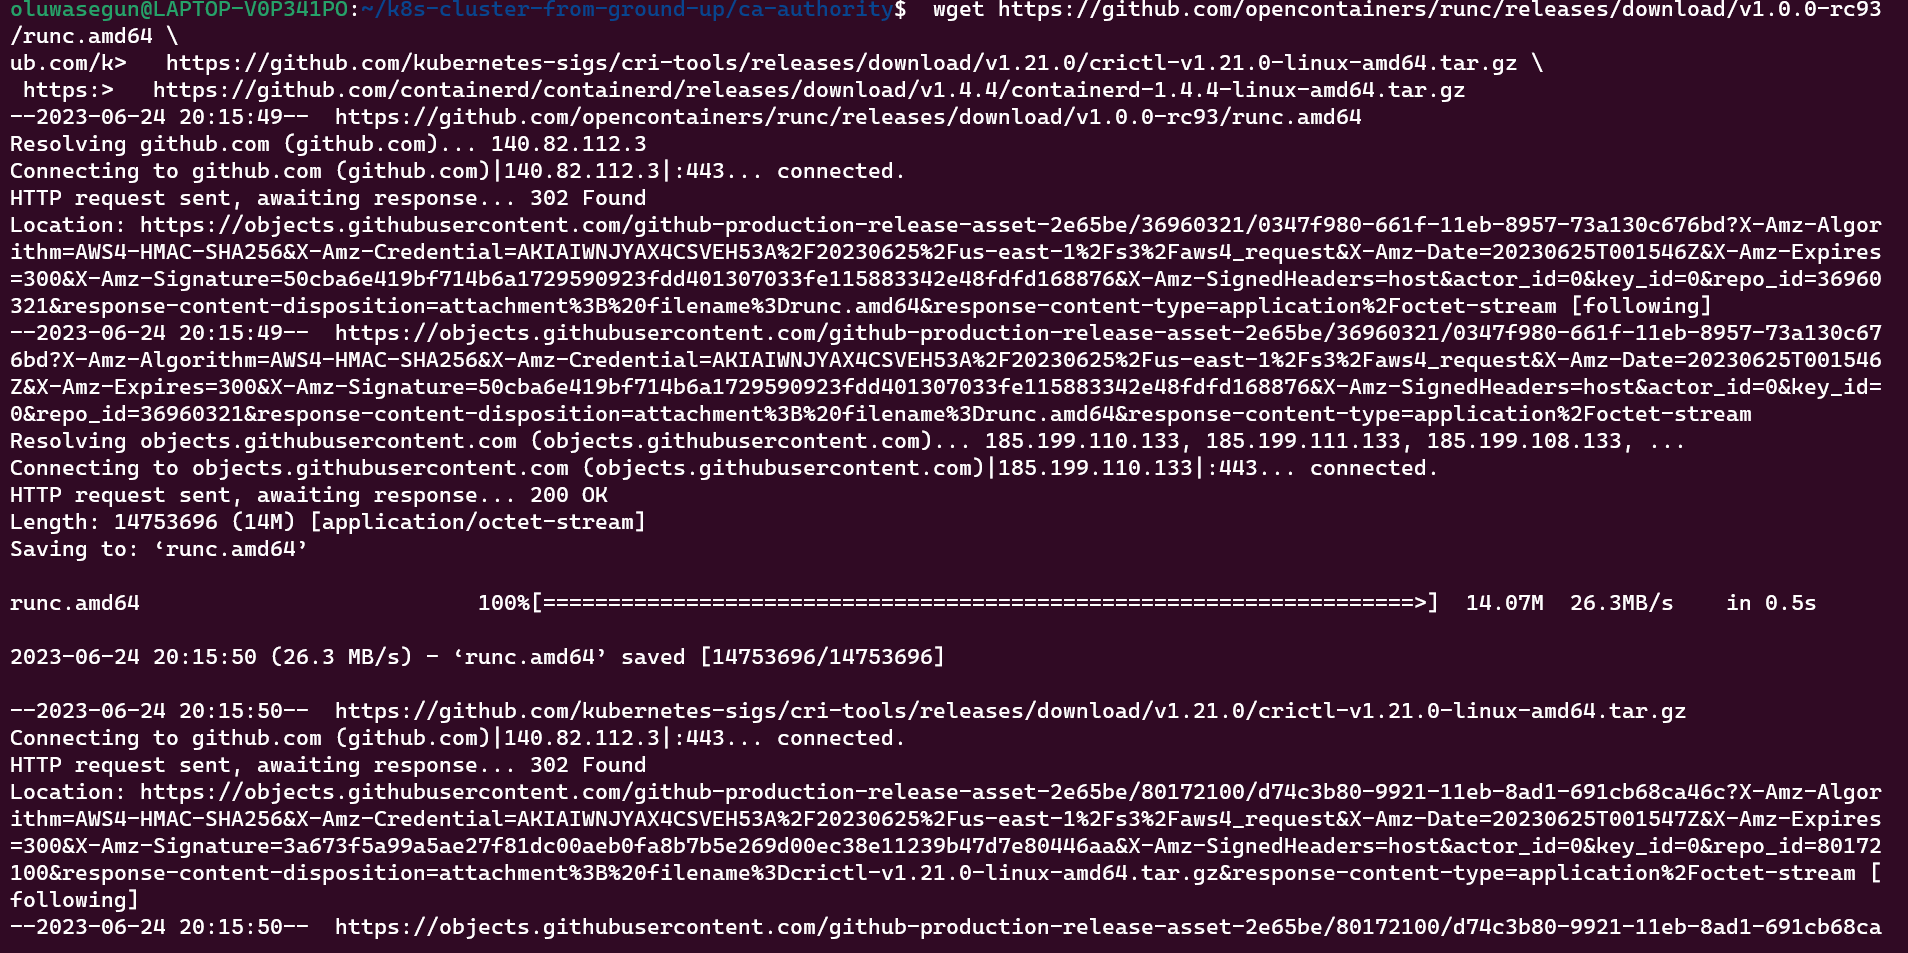 oluwasegun@LAPTOP-V0P341PO:~/k8s-cluster-from-ground-up/ca-authority$  wget https://github.com/opencontainers/runc/releases/download/v1.0.0-rc93
/runc.amd64 \
ub.com/k>   https://github.com/kubernetes-sigs/cri-tools/releases/download/v1.21.0/crictl-v1.21.0-linux-amd64.tar.gz \
 https:>   https://github.com/containerd/containerd/releases/download/v1.4.4/containerd-1.4.4-linux-amd64.tar.gz
--2023-06-24 20:15:49--  https://github.com/opencontainers/runc/releases/download/v1.0.0-rc93/runc.amd64
Resolving github.com (github.com)... 140.82.112.3
Connecting to github.com (github.com)|140.82.112.3|:443... connected.
HTTP request sent, awaiting response... 302 Found
Location: https://objects.githubusercontent.com/github-production-release-asset-2e65be/36960321/0347f980-661f-11eb-8957-73a130c676bd?X-Amz-Algor
ithm=AWS4-HMAC-SHA256&X-Amz-Credential=AKIAIWNJYAX4CSVEH53A%2F20230625%2Fus-east-1%2Fs3%2Faws4_request&X-Amz-Date=20230625T001546Z&X-Amz-Expires
=300&X-Amz-Signature=50cba6e419bf714b6a1729590923fdd401307033fe115883342e48fdfd168876&X-Amz-SignedHeaders=host&actor_id=0&key_id=0&repo_id=36960
321&response-content-disposition=attachment%3B%20filename%3Drunc.amd64&response-content-type=application%2Foctet-stream [following]
--2023-06-24 20:15:49--  https://objects.githubusercontent.com/github-production-release-asset-2e65be/36960321/0347f980-661f-11eb-8957-73a130c67
6bd?X-Amz-Algorithm=AWS4-HMAC-SHA256&X-Amz-Credential=AKIAIWNJYAX4CSVEH53A%2F20230625%2Fus-east-1%2Fs3%2Faws4_request&X-Amz-Date=20230625T001546
Z&X-Amz-Expires=300&X-Amz-Signature=50cba6e419bf714b6a1729590923fdd401307033fe115883342e48fdfd168876&X-Amz-SignedHeaders=host&actor_id=0&key_id=
0&repo_id=36960321&response-content-disposition=attachment%3B%20filename%3Drunc.amd64&response-content-type=application%2Foctet-stream
Resolving objects.githubusercontent.com (objects.githubusercontent.com)... 185.199.110.133, 185.199.111.133, 185.199.108.133, ...
Connecting to objects.githubusercontent.com (objects.githubusercontent.com)|185.199.110.133|:443... connected.
HTTP request sent, awaiting response... 200 OK
Length: 14753696 (14M) [application/octet-stream]
Saving to: ‘runc.amd64’
runc.amd64                          100%[===================================================================>]  14.07M  26.3MB/s    in 0.5s
2023-06-24 20:15:50 (26.3 MB/s) - ‘runc.amd64’ saved [14753696/14753696]
--2023-06-24 20:15:50--  https://github.com/kubernetes-sigs/cri-tools/releases/download/v1.21.0/crictl-v1.21.0-linux-amd64.tar.gz
Connecting to github.com (github.com)|140.82.112.3|:443... connected.
HTTP request sent, awaiting response... 302 Found
Location: https://objects.githubusercontent.com/github-production-release-asset-2e65be/80172100/d74c3b80-9921-11eb-8ad1-691cb68ca46c?X-Amz-Algor
ithm=AWS4-HMAC-SHA256&X-Amz-Credential=AKIAIWNJYAX4CSVEH53A%2F20230625%2Fus-east-1%2Fs3%2Faws4_request&X-Amz-Date=20230625T001547Z&X-Amz-Expires
=300&X-Amz-Signature=3a673f5a99a5ae27f81dc00aeb0fa8b7b5e269d00ec38e11239b47d7e80446aa&X-Amz-SignedHeaders=host&actor_id=0&key_id=0&repo_id=80172
100&response-content-disposition=attachment%3B%20filename%3Dcrictl-v1.21.0-linux-amd64.tar.gz&response-content-type=application%2Foctet-stream [
following]
--2023-06-24 20:15:50--  https://objects.githubusercontent.com/github-production-release-asset-2e65be/80172100/d74c3b80-9921-11eb-8ad1-691cb68ca